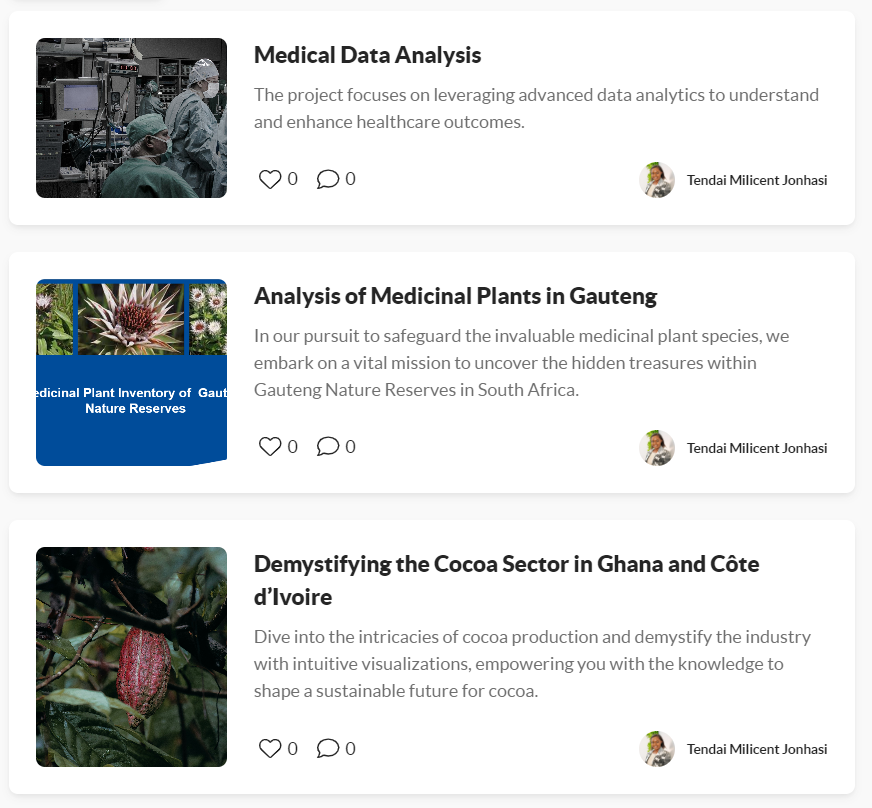 Medical Data Analysis
The project focuses on leveraging advanced data analytics to understand
and enhance healthcare outcomes.
0 0
Tendai Milicent Jonhasi
Analysis of Medicinal Plants in Gauteng
In our pursuit to safeguard the invaluable medicinal plant species, we
embark on a vital mission to uncover the hidden treasures within
Gauteng Nature Reserves in South Africa.
edicinal Plant Inventory of Gaut
Nature Reserves
0 0
Tendai Milicent Jonhasi
Demystifying the Cocoa Sector in Ghana and Côte
d’Ivoire
Dive into the intricacies of cocoa production and demystify the industry
with intuitive visualizations, empowering you with the knowledge to
shape a sustainable future for cocoa.
0 0
Tendai Milicent Jonhasi